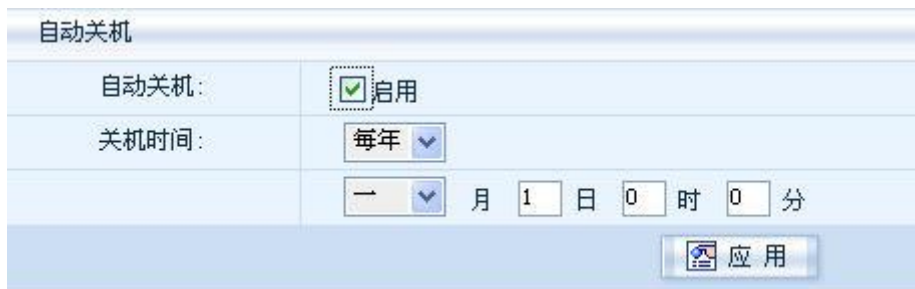 自动关机
自动关机: 启用
关机时间: 每年
一 月 1 日 0 时 0 分
应 用